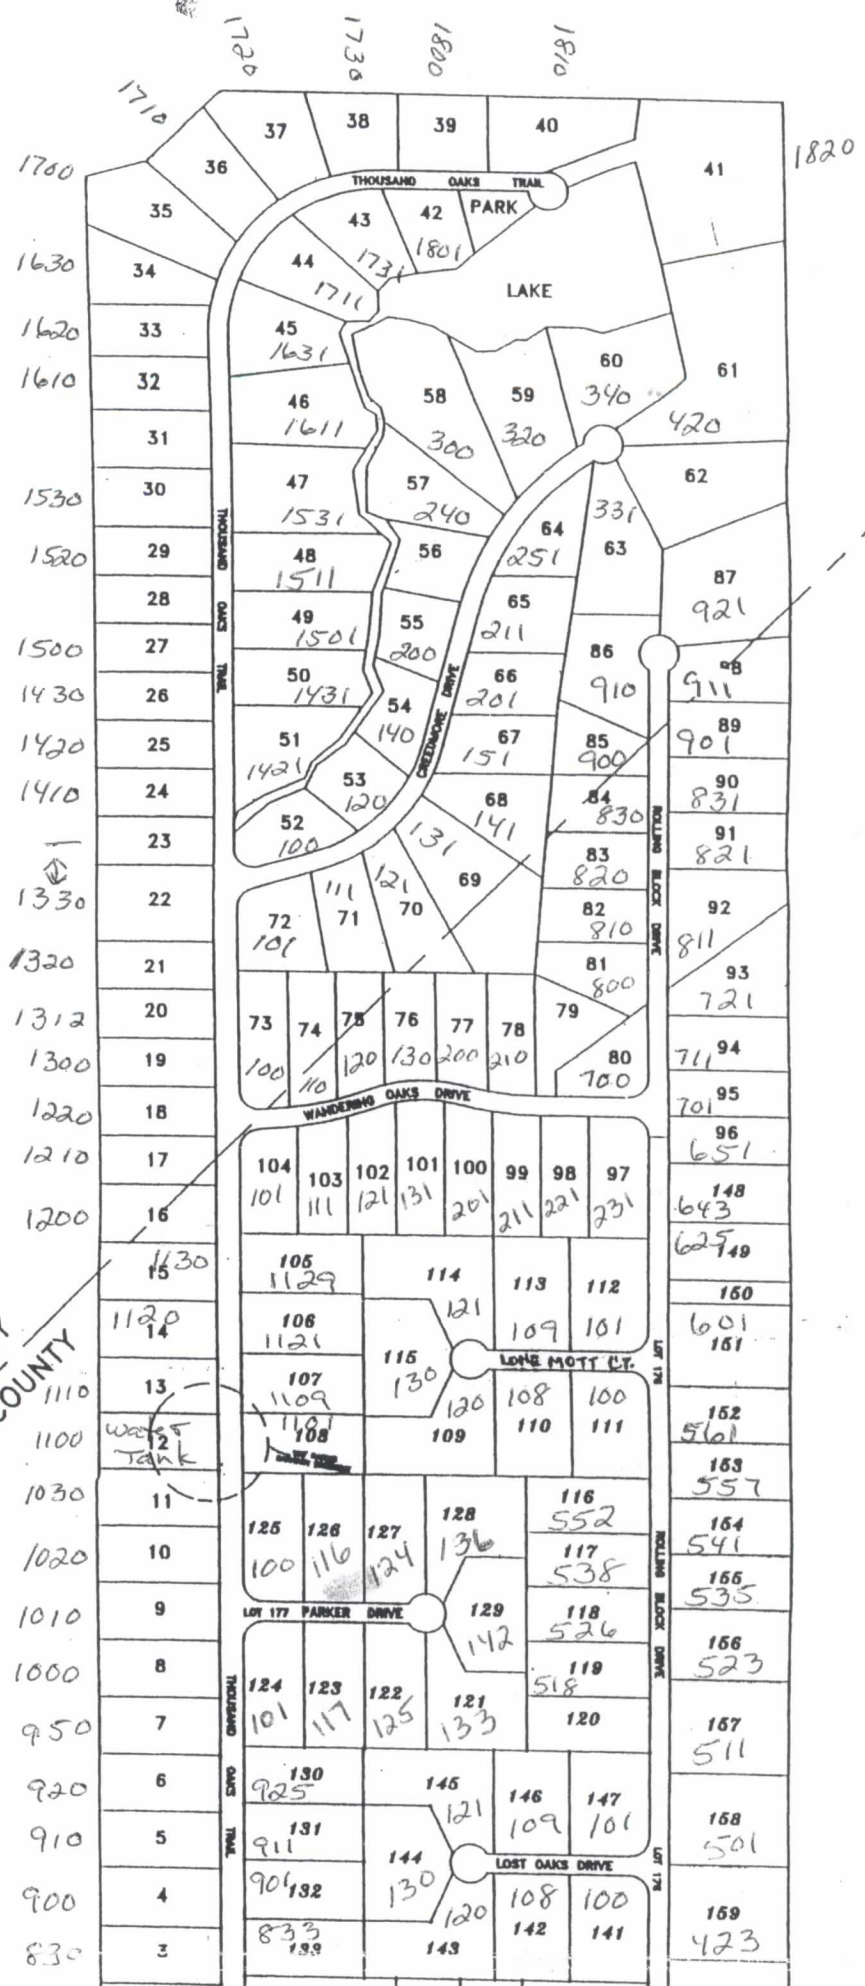 1720 1730 1800 1810
1710 37 38 39 40
1700 36 41 1820
THOUSAND OAKS TRAIL
35 43 42 PARK
1731 1801
1630 34 44
1711 LAKE
1620 33 45
1631 60
1610 32 58 59 340 61
46
1611 300 320 420
31
47 57 62
1530 30 1531 240 331
THOUSAND OAKS TRAIL
64
1520 29 48 56 251 63
1511 87
28 49 55 65 921
1501 200 211
1500 27 86
50 66 98
1430 26 1431 54 201 910 911
140
CREEDMORE DRIVE
1420 25 51 67 85 89
1421 151 900 901
53
1410 24 120 68 84 90
52 141 830 831
ROLLING BLOCK DRIVE
23 100 131 91
83 821
69 820
1330 22 111 121 92
72 71 70 82
101 810 811
1320 21 81 93
800 721
1312 20 79
73 74 75 76 77 78
1300 19 80 711 94
100 110 120 130 200 210 700
WANDERING OAKS DRIVE
1220 18 701 95
96
1210 17 651
104 103 102 101 100 99 98 97
101 111 121 131 201 211 221 231
148
1200 16 643
625 149
1130 105
15 1129 114 113 112
150
1120 106 121 601
14 1121 109 101 151
LOT 176
COUNTY
115 LONE MOTT CT.
1110 13 107 130
1109 120 108 100
1101 152
1100 Water 12 Tank 108 109 110 111 561
153
1030 11 557
116
125 126 127 128 552 154
1020 10 100 116 124 136 541
117
538 155
535
ROLLING BLOCK DRIVE
1010 9 LOT 177 PARKER DRIVE 129 118
142 526 156
1000 8 523
119
124 123 122 121 518
THOUSAND OAKS TRAIL
950 7 101 117 125 133 120 157
511
920 6 130 145 146 147
925 121 109 101 158
910 5 131 501
911 144
LOST OAKS DRIVE
130
900 4 901 132 120 108 100
142 141 159
833 423
830 3 143